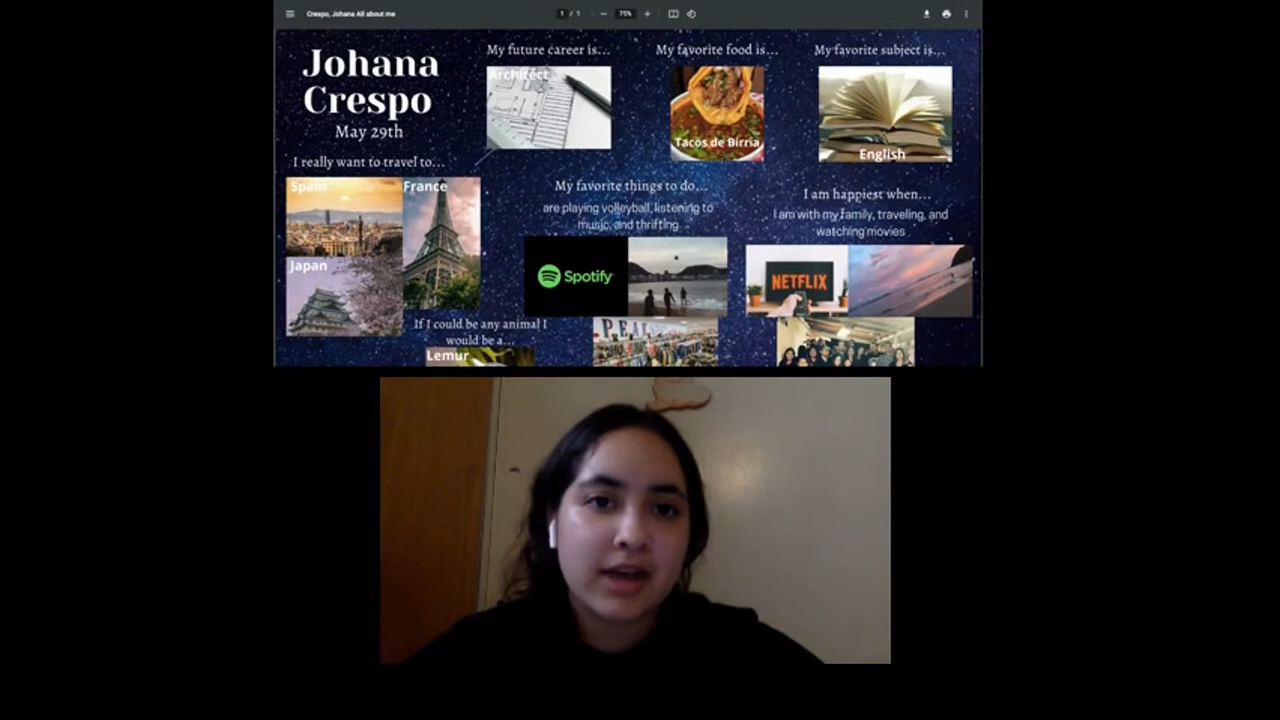 Crespo, Johana All about me
1 / 1
75%
Johana
Crespo
May 29th
I really want to travel to...
Spain
France
Japan
My future career is...
Architect
My favorite food is...
Tacos de Birria
My favorite subject is...
English
My favorite things to do...
are playing volleyball, listening to
music, and thrifting
Spotify
I am happiest when...
I am with my family, traveling, and
watching movies
NETFLIX
If I could be any animal I
would be a...
Lemur
PEAL